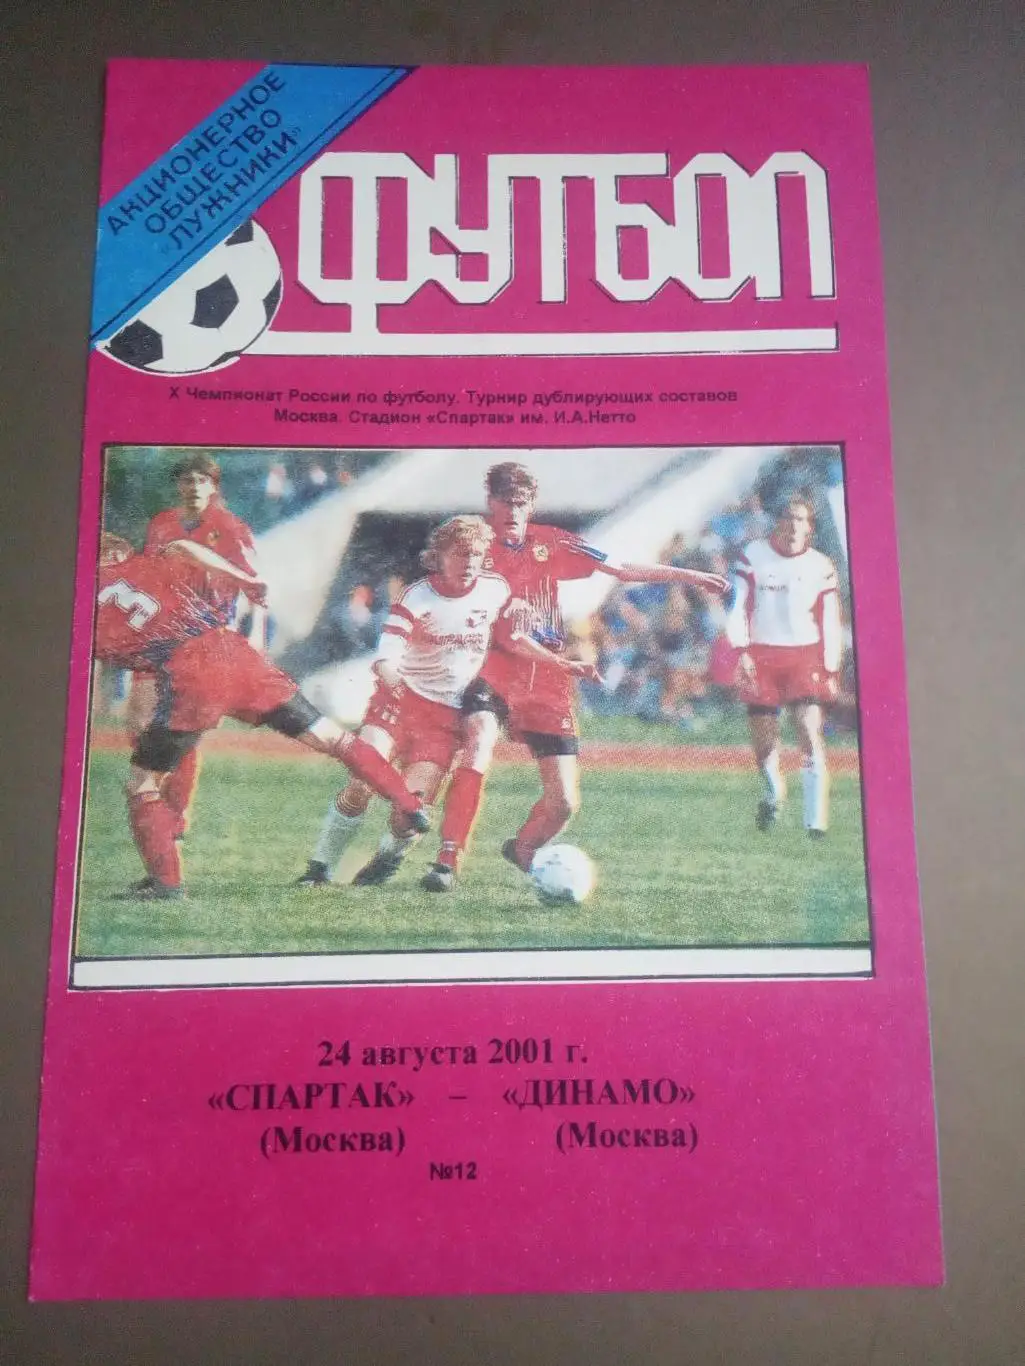 АКЦИОНЕРНОЕ
ОБЩЕСТВО
„ЛУЖНИКИ”
ФУТБОЛ
X Чемпионат России по футболу. Турнир дублирующих составов
Москва. Стадион «Спартак» им. И.А.Нетто
3
24 августа 2001 г.
«СПАРТАК» – «ДИНАМО»
(Москва) (Москва)
№12